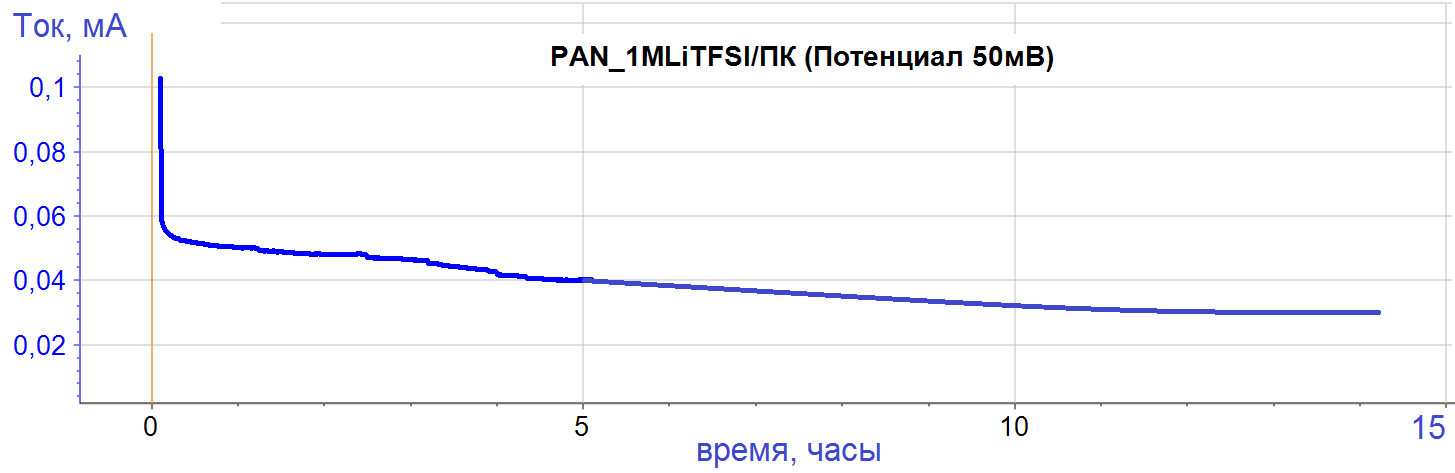 Ток, мА
PAN_1MLiTFSI/ПК (Потенциал 50мВ)
0,1
0,08
0,06
0,04
0,02
0 5 10 15
время, часы